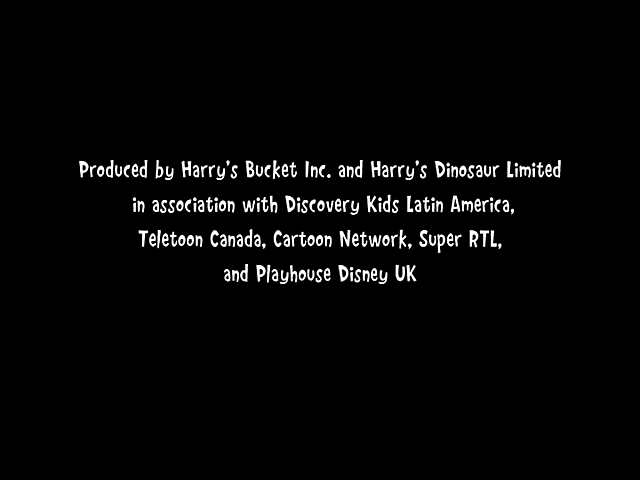 Produced by Harry's Bucket Inc. and Harry's Dinosaur Limited
in association with Discovery Kids Latin America,
Teletoon Canada, Cartoon Network, Super RTL,
and Playhouse Disney UK